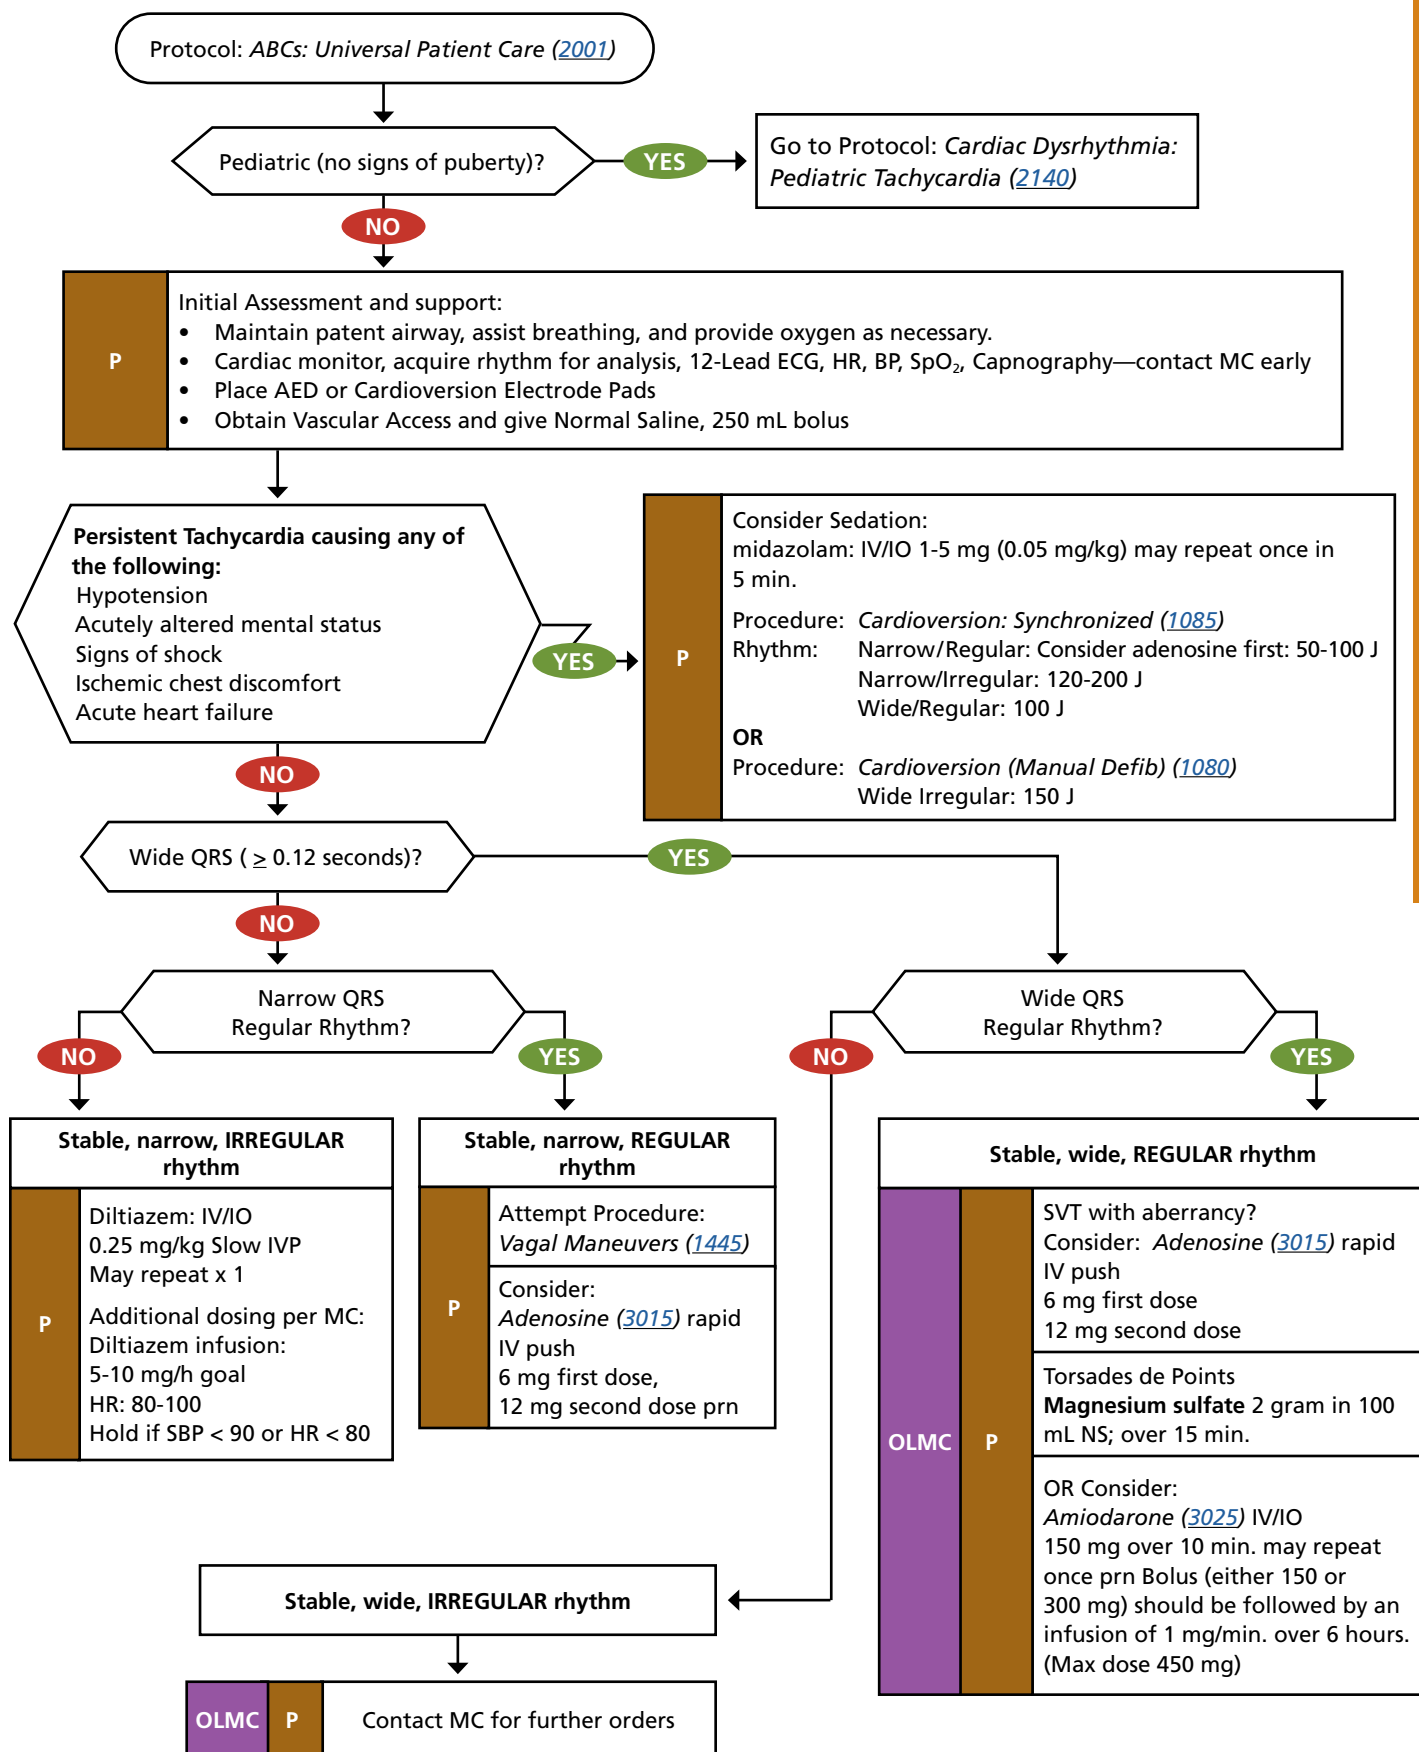 Protocol: ABCs: Universal Patient Care (2001)
Pediatric (no signs of puberty)?
YES
Go to Protocol: Cardiac Dysrhythmia:
Pediatric Tachycardia (2140)
NO
P
Initial Assessment and support:
• Maintain patent airway, assist breathing, and provide oxygen as necessary.
• Cardiac monitor, acquire rhythm for analysis, 12-Lead ECG, HR, BP, SpO₂, Capnography—contact MC early
• Place AED or Cardioversion Electrode Pads
• Obtain Vascular Access and give Normal Saline, 250 mL bolus
Persistent Tachycardia causing any of
the following:
Hypotension
Acutely altered mental status
Signs of shock
Ischemic chest discomfort
Acute heart failure
YES
P
Consider Sedation:
midazolam: IV/IO 1-5 mg (0.05 mg/kg) may repeat once in
5 min.
Procedure: Cardioversion: Synchronized (1085)
Rhythm: Narrow/Regular: Consider adenosine first: 50-100 J
Narrow/Irregular: 120-200 J
Wide/Regular: 100 J
OR
Procedure: Cardioversion (Manual Defib) (1080)
Wide Irregular: 150 J
NO
Wide QRS ( ≥ 0.12 seconds)?
YES
NO
Narrow QRS
Regular Rhythm?
NO
YES
Wide QRS
Regular Rhythm?
NO
YES
Stable, narrow, IRREGULAR
rhythm
P
Diltiazem: IV/IO
0.25 mg/kg Slow IVP
May repeat x 1
Additional dosing per MC:
Diltiazem infusion:
5-10 mg/h goal
HR: 80-100
Hold if SBP < 90 or HR < 80
Stable, narrow, REGULAR
rhythm
P
Attempt Procedure:
Vagal Maneuvers (1445)
Consider:
Adenosine (3015) rapid
IV push
6 mg first dose,
12 mg second dose prn
Stable, wide, REGULAR rhythm
OLMC
P
SVT with aberrancy?
Consider: Adenosine (3015) rapid
IV push
6 mg first dose
12 mg second dose
Torsades de Points
Magnesium sulfate 2 gram in 100
mL NS; over 15 min.
OR Consider:
Amiodarone (3025) IV/IO
150 mg over 10 min. may repeat
once prn Bolus (either 150 or
300 mg) should be followed by an
infusion of 1 mg/min. over 6 hours.
(Max dose 450 mg)
Stable, wide, IRREGULAR rhythm
OLMC
P
Contact MC for further orders